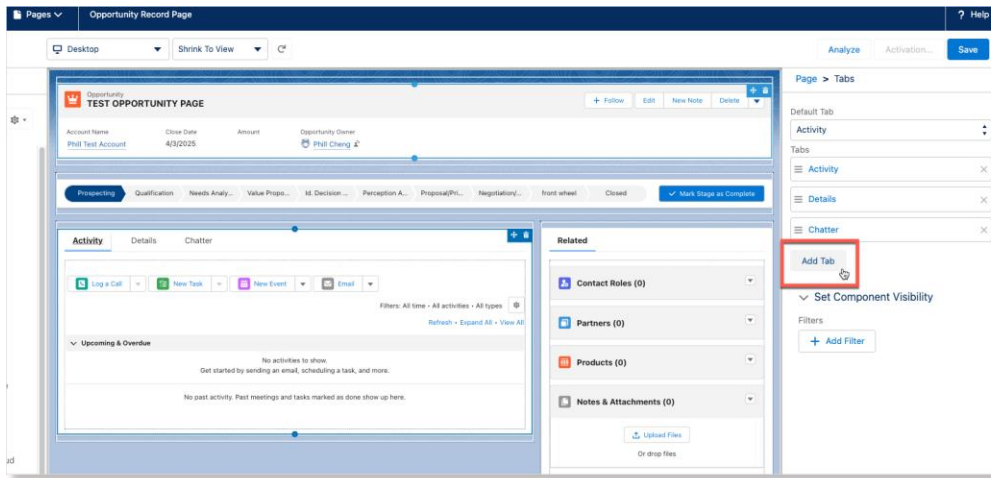 Pages
Opportunity Record Page
? Help
Desktop
Shrink To View
Analyze
Activation...
Save
Page > Tabs
Opportunity
TEST OPPORTUNITY PAGE
+ Follow
Edit
New Note
Delete
Account Name
Close Date
Amount
Opportunity Owner
Phill Test Account
4/3/2025
Phill Cheng
Prospecting
Qualification
Needs Analy...
Value Propo...
Id. Decision ...
Perception A...
Proposal/Pri...
Negotiation/...
front wheel
Closed
Mark Stage as Complete
Activity
Details
Chatter
Log a Call
New Task
New Event
Email
Filters: All time • All activities • All types
Refresh • Expand All • View All
Upcoming & Overdue
No activities to show.
Get started by sending an email, scheduling a task, and more.
No past activity. Past meetings and tasks marked as done show up here.
Related
Contact Roles (0)
Partners (0)
Products (0)
Notes & Attachments (0)
Upload Files
Or drop files
Default Tab
Activity
Tabs
Activity
Details
Chatter
Add Tab
Set Component Visibility
Filters
+ Add Filter